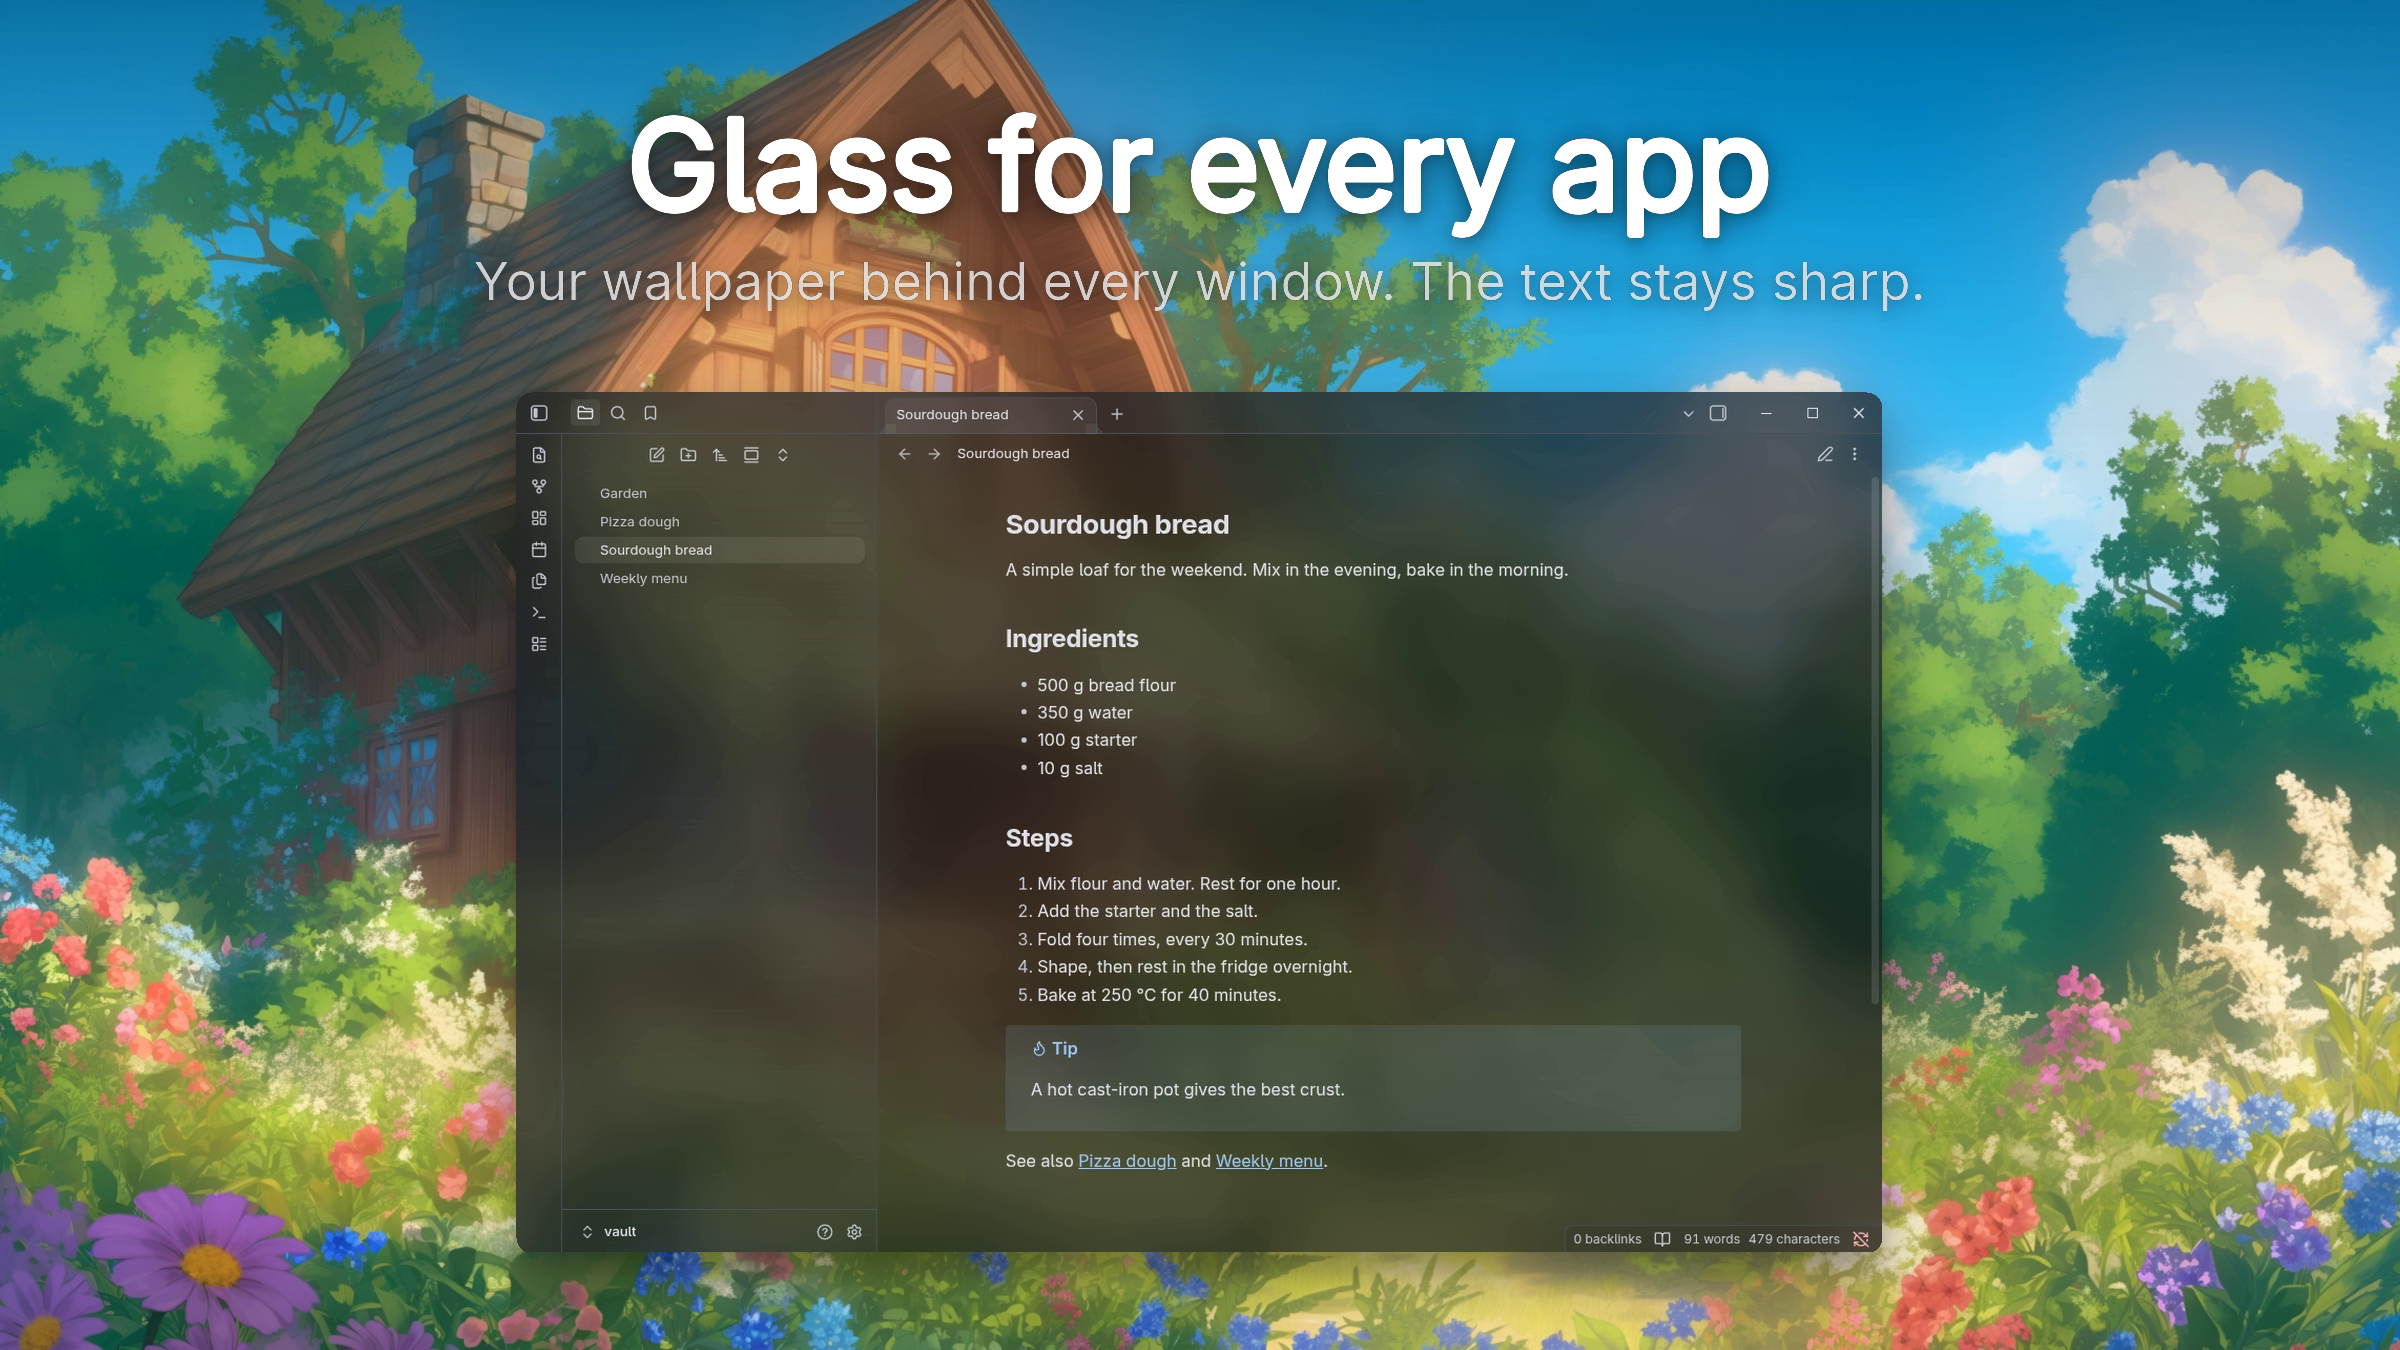 Glass for every app
Your wallpaper behind every window. The text stays sharp.
Sourdough bread
Sourdough bread
Garden
Pizza dough
Sourdough bread
Weekly menu
Sourdough bread
A simple loaf for the weekend. Mix in the evening, bake in the morning.
Ingredients
• 500 g bread flour
• 350 g water
• 100 g starter
• 10 g salt
Steps
1. Mix flour and water. Rest for one hour.
2. Add the starter and the salt.
3. Fold four times, every 30 minutes.
4. Shape, then rest in the fridge overnight.
5. Bake at 250 °C for 40 minutes.
Tip
A hot cast-iron pot gives the best crust.
See also Pizza dough and Weekly menu.
vault
0 backlinks 91 words 479 characters